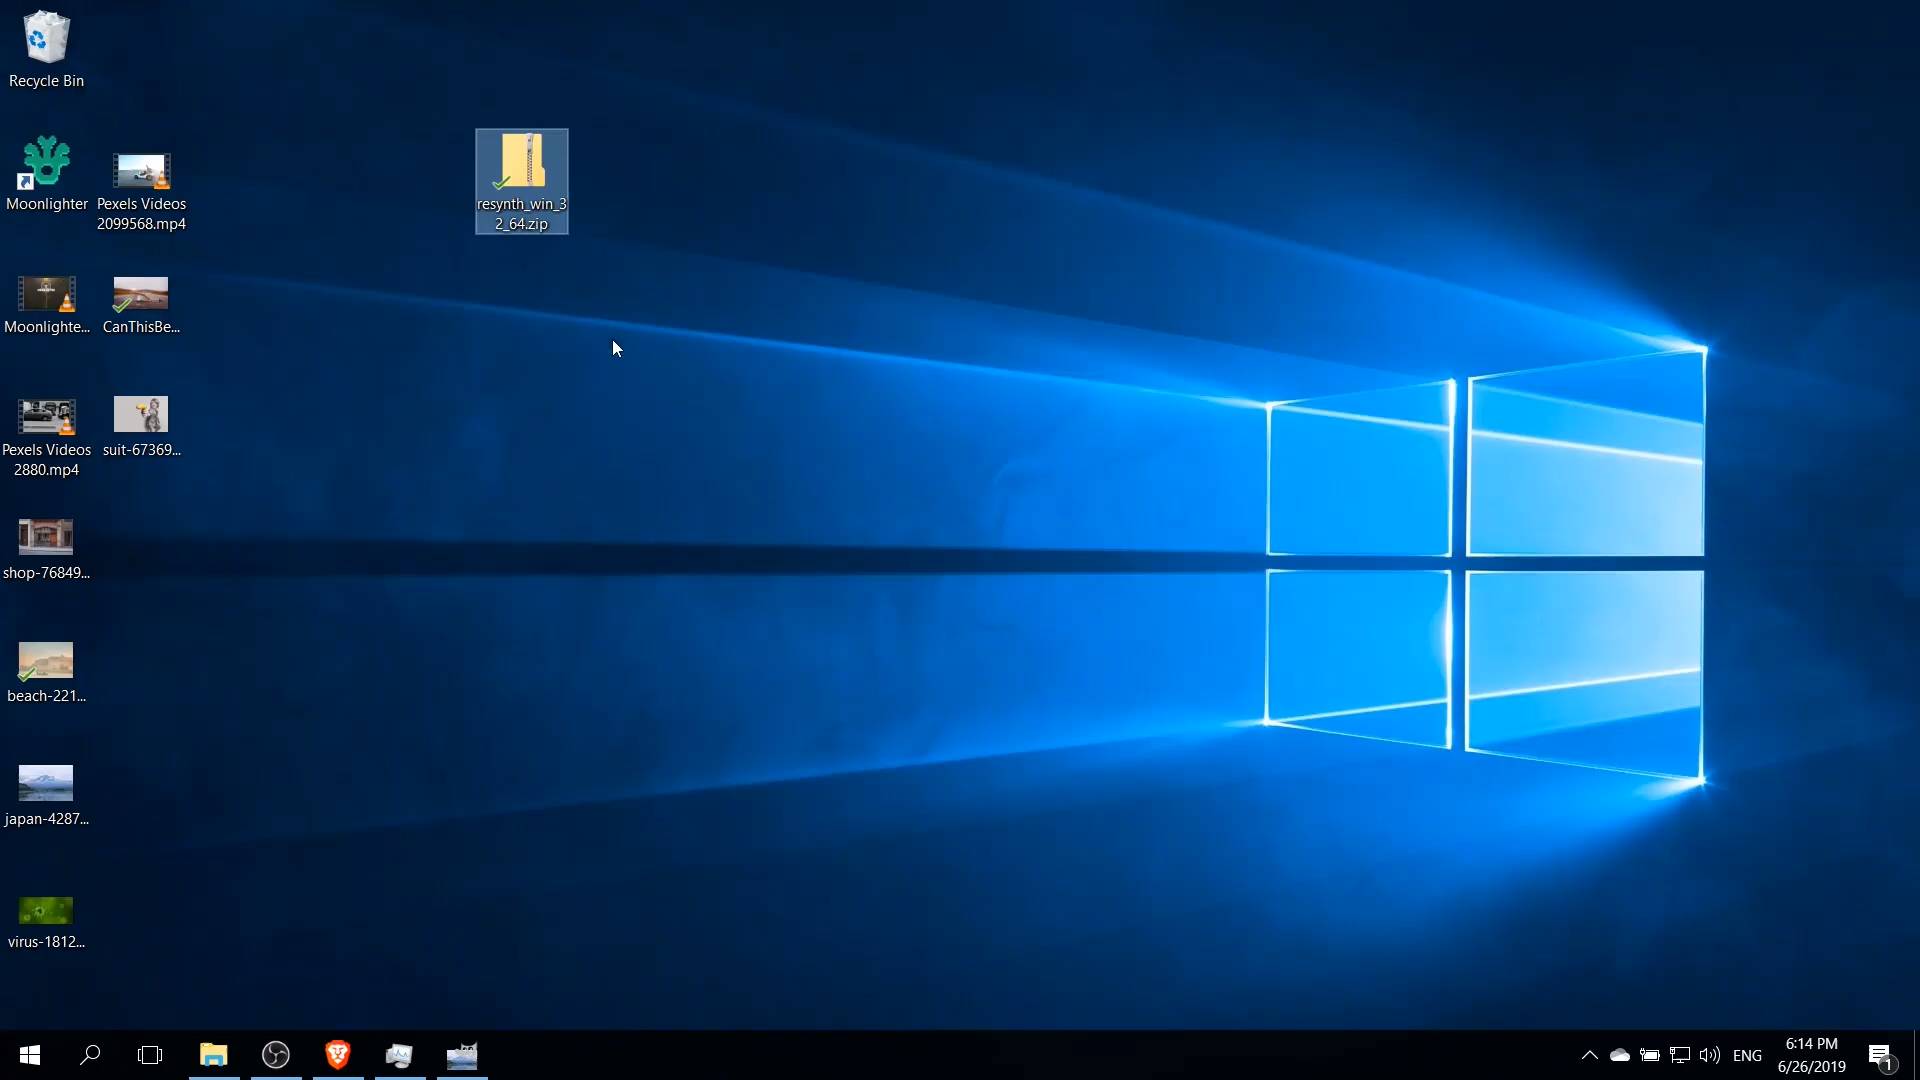 Recycle Bin
Moonlighter
Pexels Videos
2099568.mp4
resynth_win_3
2_64.zip
Moonlighte...
CanThisBe...
Pexels Videos
2880.mp4
suit-67369...
shop-76849...
beach-221...
japan-4287...
virus-1812...
ENG
6:14 PM
6/26/2019
1